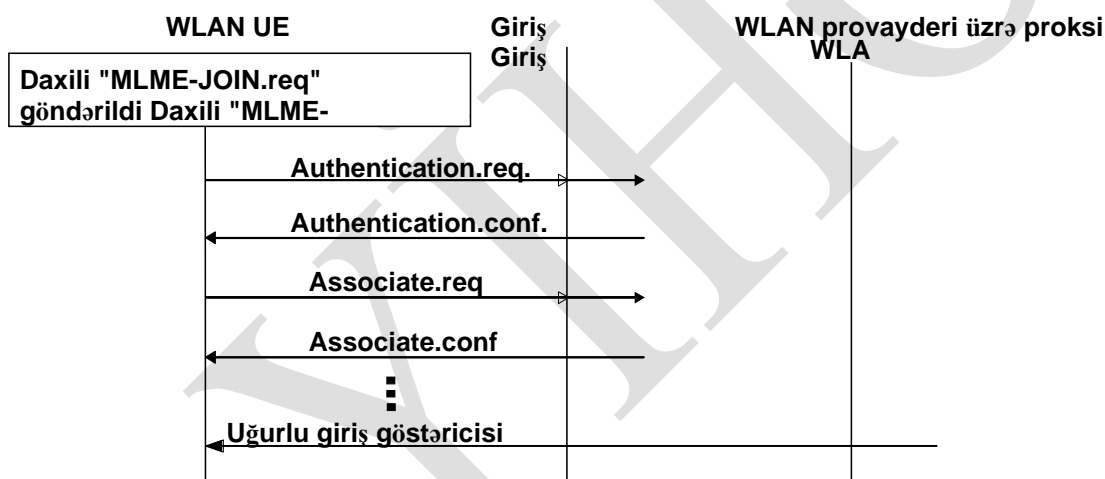 WLAN UE
Giriş
WLAN provayderi üzrə proksi
Giriş
WLA
Daxili "MLME-JOIN.req"
göndərildi Daxili "MLME-
Authentication.req.
Authentication.conf.
Associate.req
Associate.conf
Uğurlu giriş göstəricisi